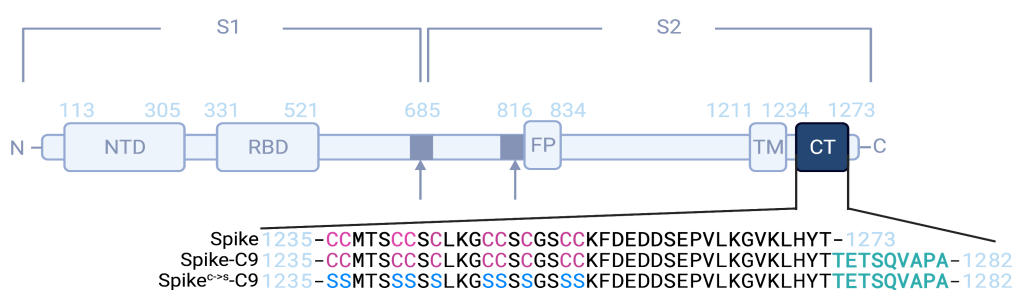 S1 S2
113 305 331 521 685 816 834 1211 1234 1273
N NTD RBD FP TM CT C
Spike 1235-CCMTSCCSCLKGCCSCGSCCKFDEDDSEPVLKGVKLHYT-1273
Spike-C9 1235-CCMTSCCSCLKGCCSCGSCCKFDEDDSEPVLKGVKLHYTTETSQVAPA-1282
Spikec->s-C9 1235-SSMTSSSSSLKGSSSSGSSSKFDEDDSEPVLKGVKLHYTTETSQVAPA-1282